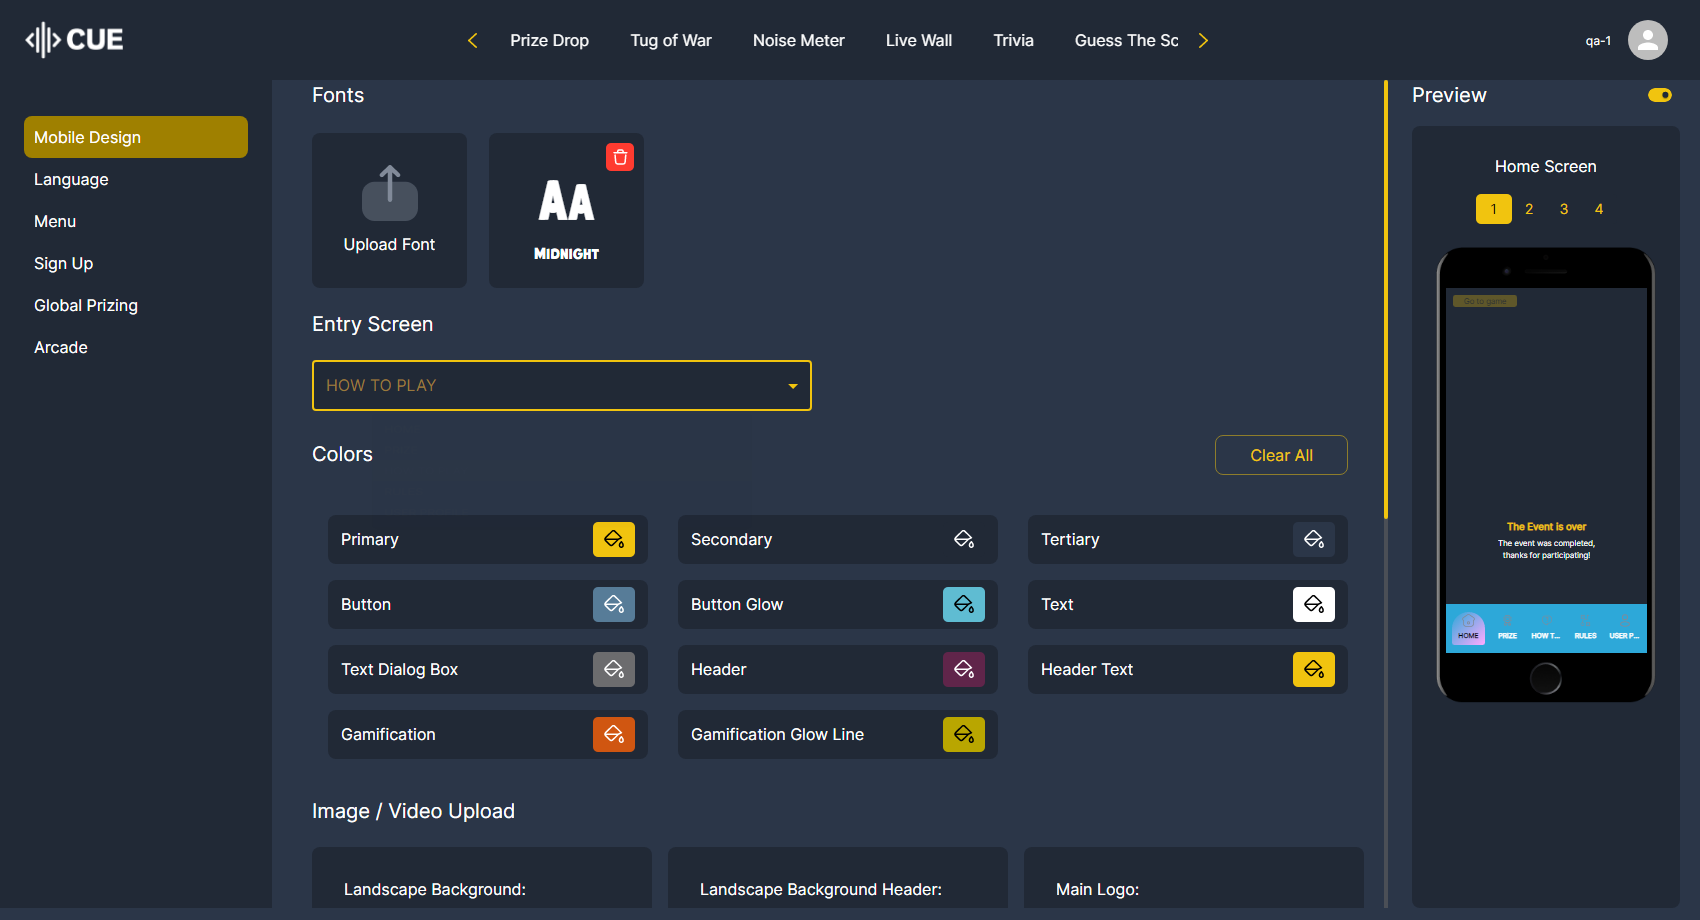 CUE
Prize Drop Tug of War Noise Meter Live Wall Trivia Guess The Sc
qa-1
Mobile Design
Language
Menu
Sign Up
Global Prizing
Arcade
Fonts
Upload Font
AA
MIDNIGHT
Entry Screen
HOW TO PLAY
Colors
Clear All
Primary
Secondary
Tertiary
Button
Button Glow
Text
Text Dialog Box
Header
Header Text
Gamification
Gamification Glow Line
Image / Video Upload
Landscape Background:
Landscape Background Header:
Main Logo:
Preview
Home Screen
1 2 3 4
Go to game
The Event is over
The event was completed,
thanks for participating!
HOME PRIZE HOW T... RULES USER P...